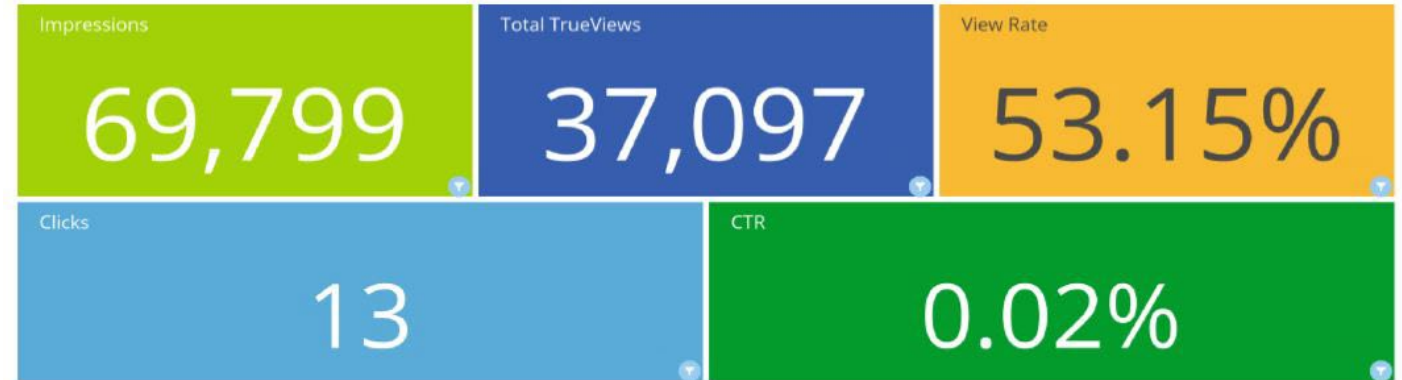 Impressions
69,799
Total TrueViews
37,097
View Rate
53.15%
Clicks
13
CTR
0.02%